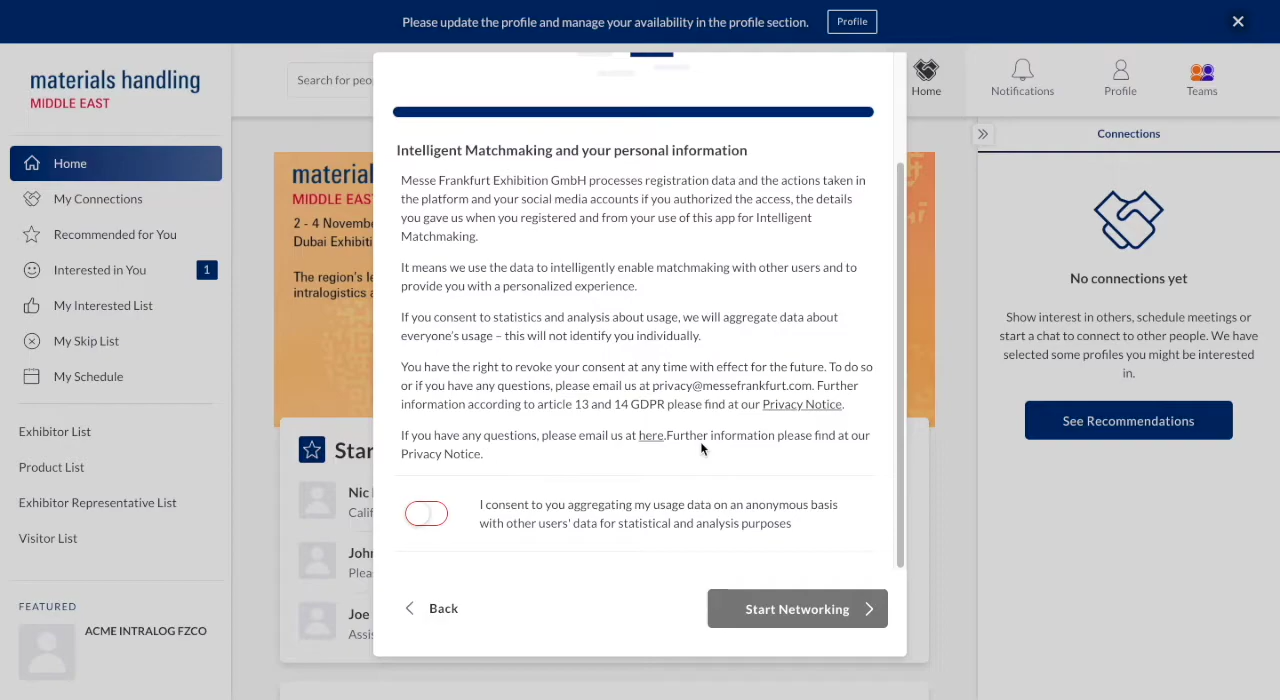 Please update the profile and manage your availability in the profile section.
Profile
materials handling
MIDDLE EAST
Search for peo
Home
Notifications
Profile
Teams
Home
My Connections
Recommended for You
Interested in You
1
My Interested List
My Skip List
My Schedule
Exhibitor List
Product List
Exhibitor Representative List
Visitor List
FEATURED
ACME INTRALOG FZCO
material
MIDDLE EAS
2 - 4 Novembe
Dubai Exhibiti
The region's le
intralogistics a
Star
Nic
Calif
John
Plea
Joe
Assis
Intelligent Matchmaking and your personal information
Messe Frankfurt Exhibition GmbH processes registration data and the actions taken in
the platform and your social media accounts if you authorized the access, the details
you gave us when you registered and from your use of this app for Intelligent
Matchmaking.
It means we use the data to intelligently enable matchmaking with other users and to
provide you with a personalized experience.
If you consent to statistics and analysis about usage, we will aggregate data about
everyone's usage – this will not identify you individually.
You have the right to revoke your consent at any time with effect for the future. To do so
or if you have any questions, please email us at privacy@messefrankfurt.com. Further
information according to article 13 and 14 GDPR please find at our Privacy Notice.
If you have any questions, please email us at here.Further information please find at our
Privacy Notice.
I consent to you aggregating my usage data on an anonymous basis
with other users' data for statistical and analysis purposes
Back
Start Networking
Connections
No connections yet
Show interest in others, schedule meetings or
start a chat to connect to other people. We have
selected some profiles you might be interested
in.
See Recommendations